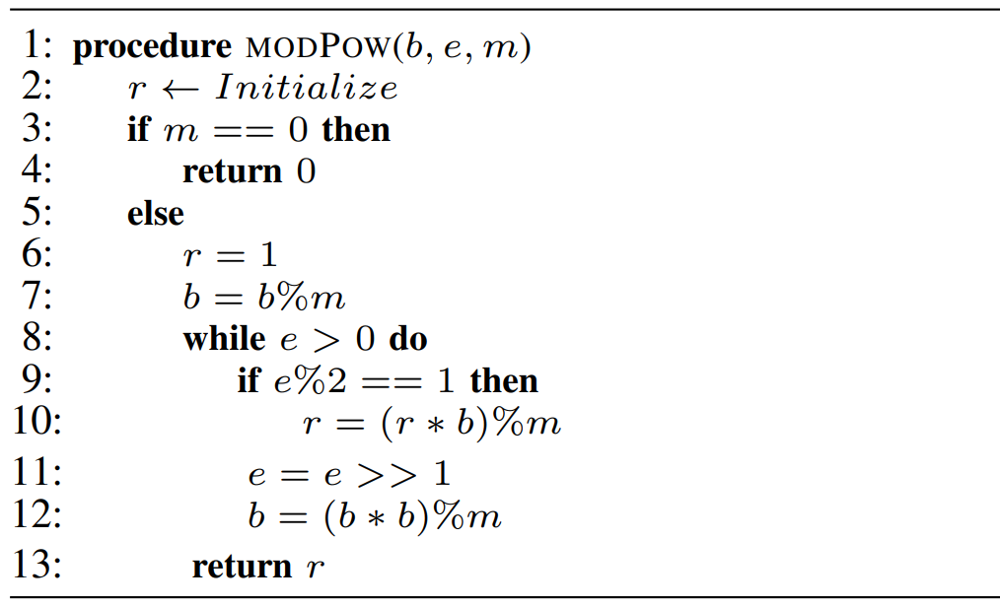 1: procedure MODPOW(b, e, m)
2: r ← Initialize
3: if m == 0 then
4: return 0
5: else
6: r = 1
7: b = b%m
8: while e > 0 do
9: if e%2 == 1 then
10: r = (r ∗ b)%m
11: e = e >> 1
12: b = (b ∗ b)%m
13: return r